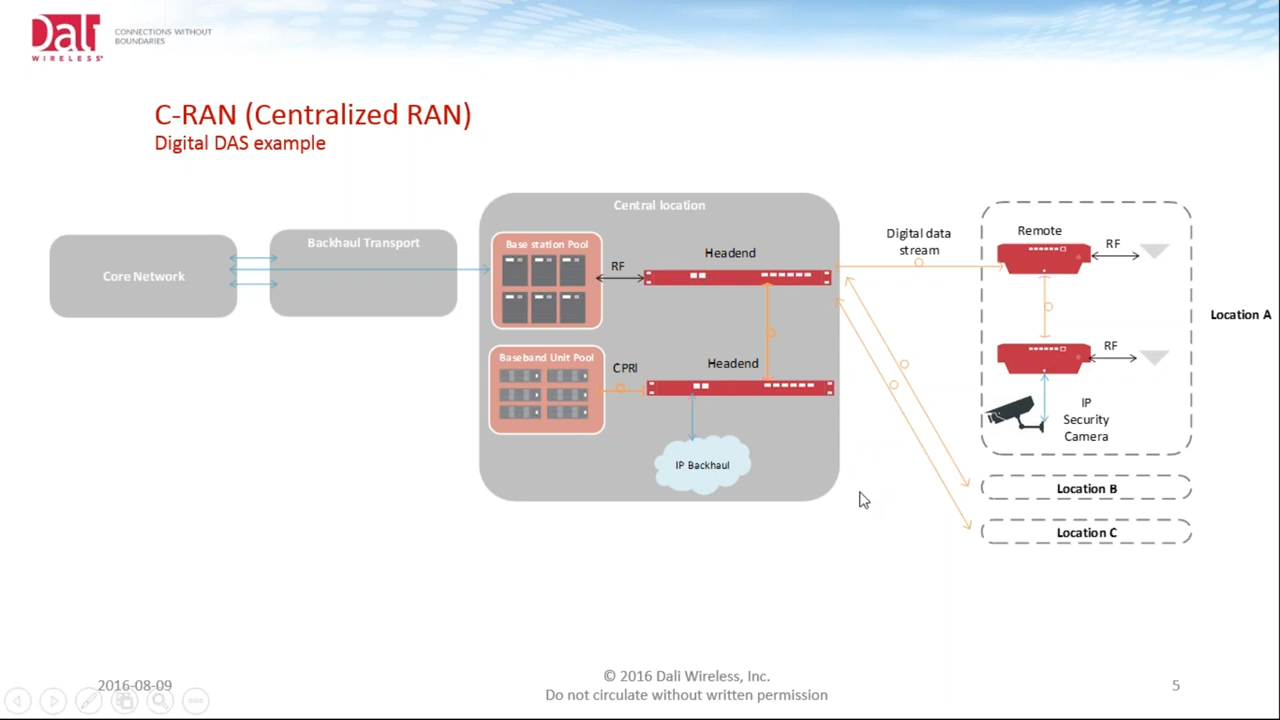 Dali
WIRELESS
CONNECTIONS WITHOUT
BOUNDARIES
C-RAN (Centralized RAN)
Digital DAS example
Core Network
Backhaul Transport
Central location
Base station Pool
RF
Headend
Baseband Unit Pool
CPRI
Headend
IP Backhaul
Digital data
stream
Remote
RF
RF
IP
Security
Camera
Location A
Location B
Location C
2016-08-09
© 2016 Dali Wireless, Inc.
Do not circulate without written permission
5